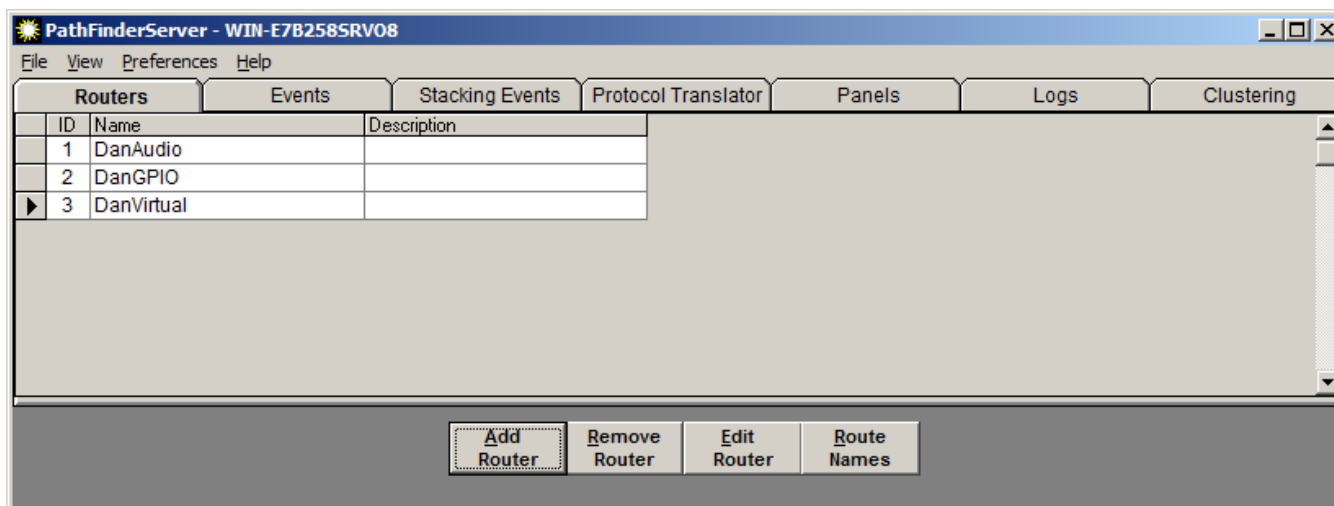 PathFinderServer - WIN-E7B258SRVO8
File View Preferences Help
Routers Events Stacking Events Protocol Translator Panels Logs Clustering
ID Name Description
1 DanAudio
2 DanGPIO
3 DanVirtual
Add Remove Edit Route
Router Router Router Names